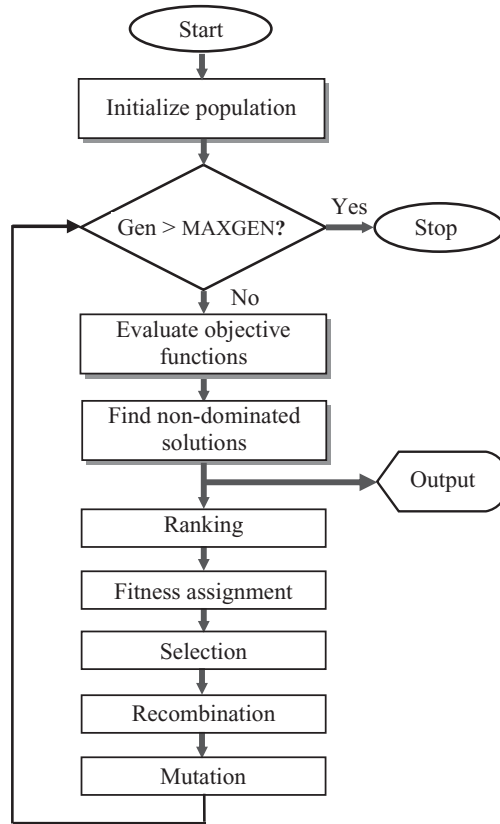 Start
Initialize population
Gen > MAXGEN?
Yes
Stop
No
Evaluate objective
functions
Find non-dominated
solutions
Output
Ranking
Fitness assignment
Selection
Recombination
Mutation